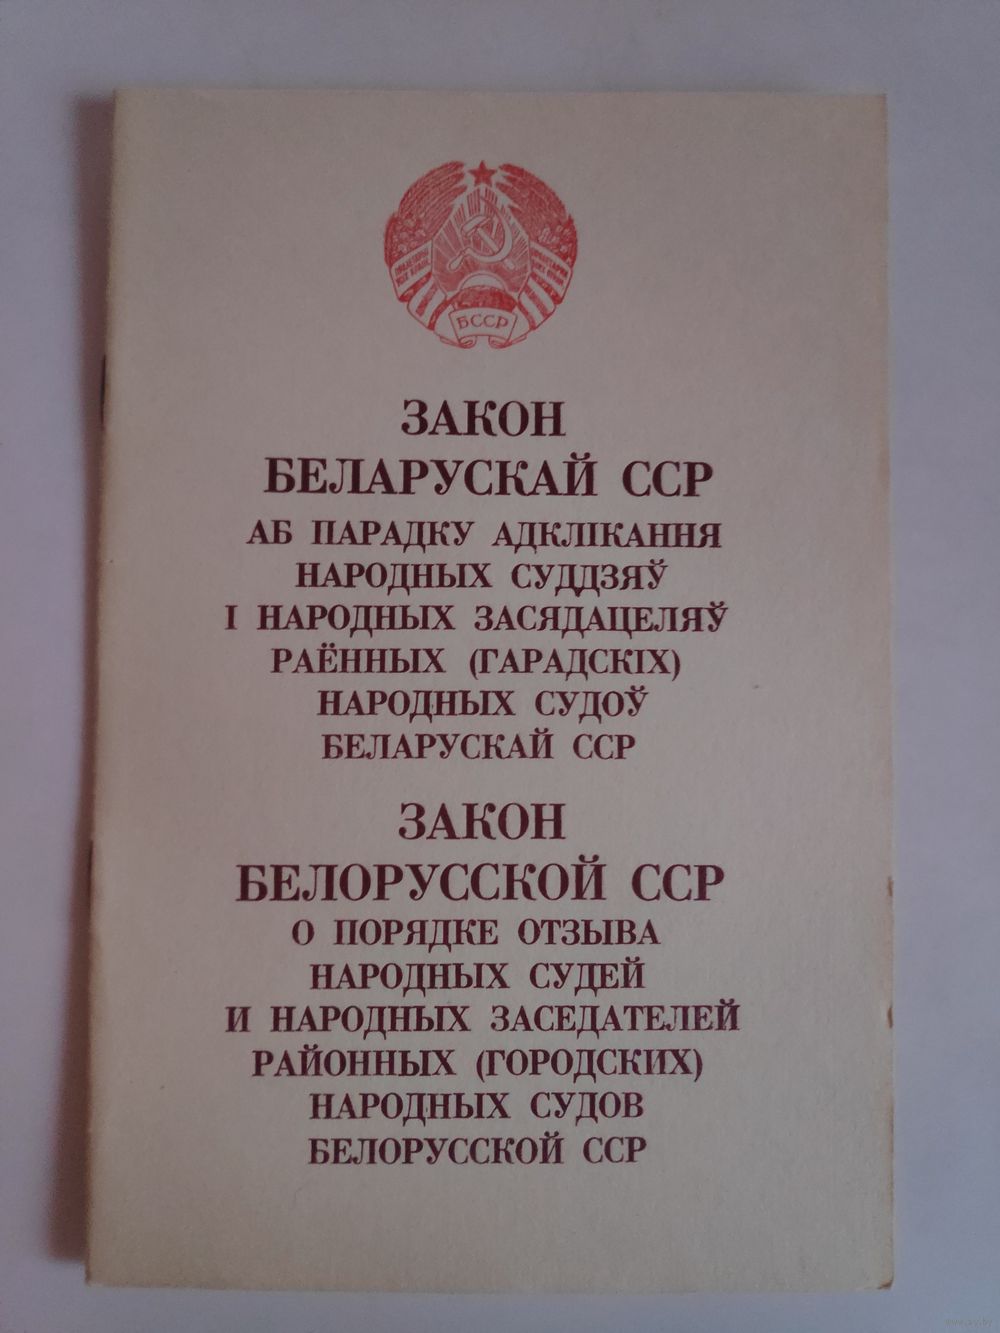 БССР
ЗАКОН
БЕЛАРУСКАЙ ССР
АБ ПАРАДКУ АДКЛІКАННЯ
НАРОДНЫХ СУДДЗЯЎ
І НАРОДНЫХ ЗАСЯДАЦЕЛЯЎ
РАЁННЫХ (ГАРАДСКІХ)
НАРОДНЫХ СУДОЎ
БЕЛАРУСКАЙ ССР
ЗАКОН
БЕЛОРУССКОЙ ССР
О ПОРЯДКЕ ОТЗЫВА
НАРОДНЫХ СУДЕЙ
И НАРОДНЫХ ЗАСЕДАТЕЛЕЙ
РАЙОННЫХ (ГОРОДСКИХ)
НАРОДНЫХ СУДОВ
БЕЛОРУССКОЙ ССР